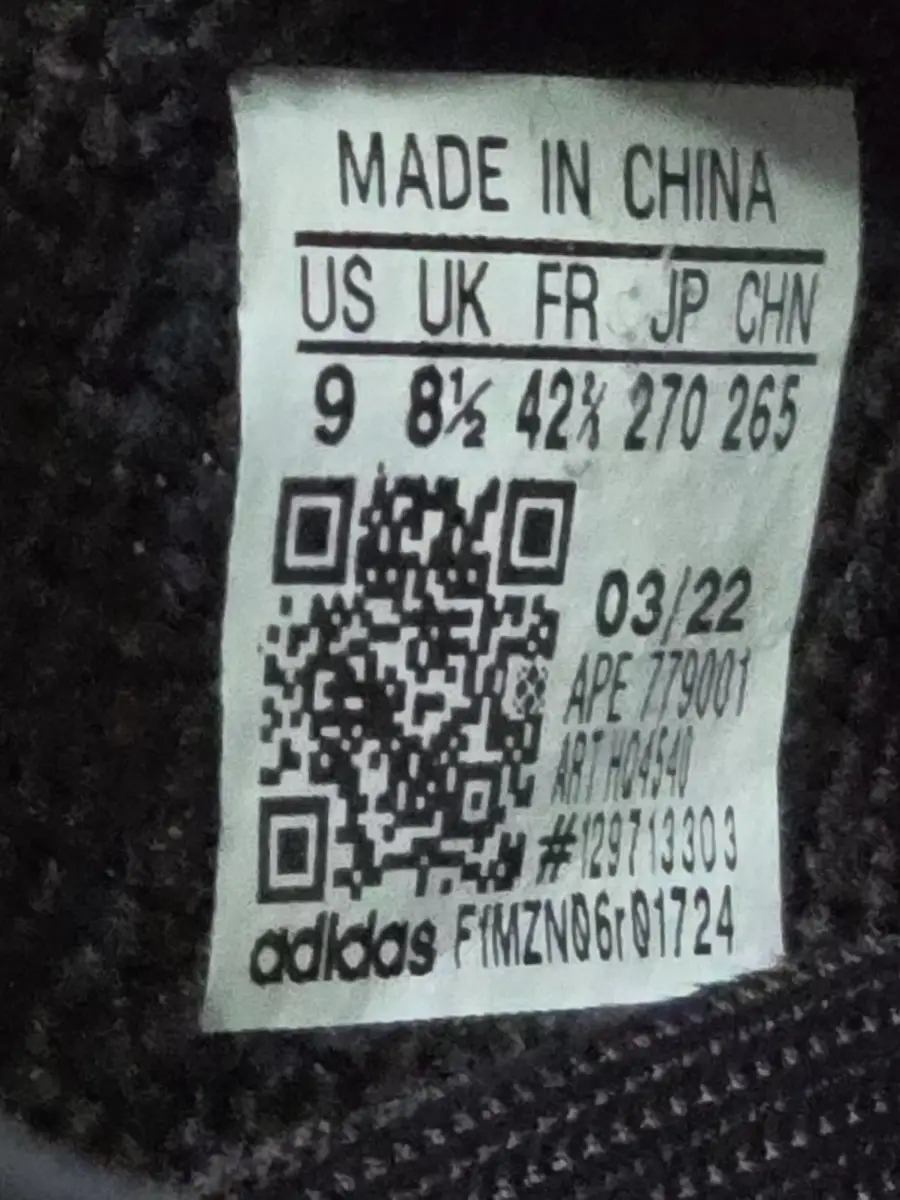 MADE IN CHINA
US UK FR JP CHN
9 8½ 42⅔ 270 265
03/22
APE 779001
ART HQ4540
#129713303
adidas F1MZN06r01724